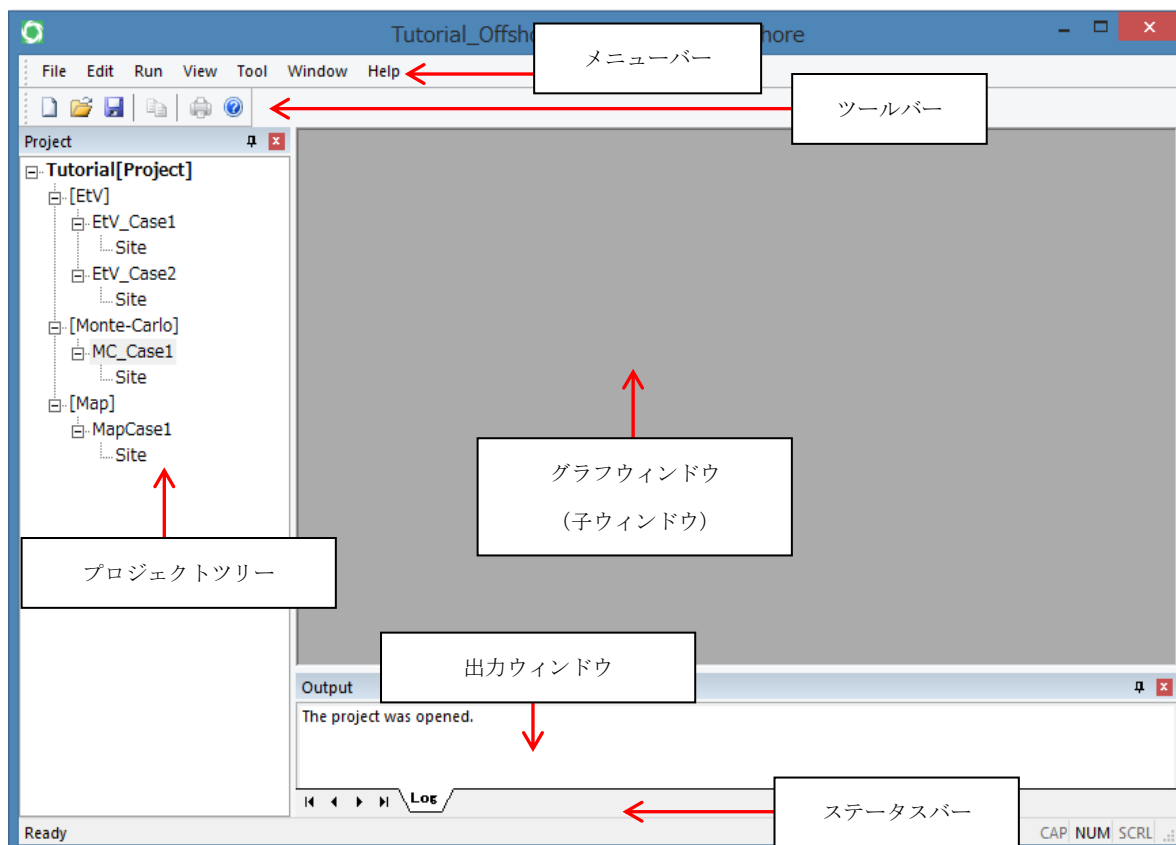 Tutorial_Offsho
hore
メニューバー
File Edit Run View Tool Window Help
ツールバー
Project
Tutorial[Project]
[EtV]
EtV_Case1
Site
EtV_Case2
Site
[Monte-Carlo]
MC_Case1
Site
[Map]
MapCase1
Site
グラフウィンドウ
（子ウィンドウ）
プロジェクトツリー
出力ウィンドウ
Output
The project was opened.
Log
ステータスバー
Ready
CAP NUM SCRL